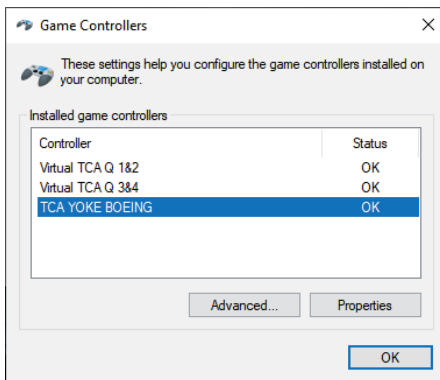 Game Controllers
These settings help you configure the game controllers installed on
your computer.
Installed game controllers
Controller Status
Virtual TCA Q 1&2 OK
Virtual TCA Q 3&4 OK
TCA YOKE BOEING OK
Advanced... Properties
OK